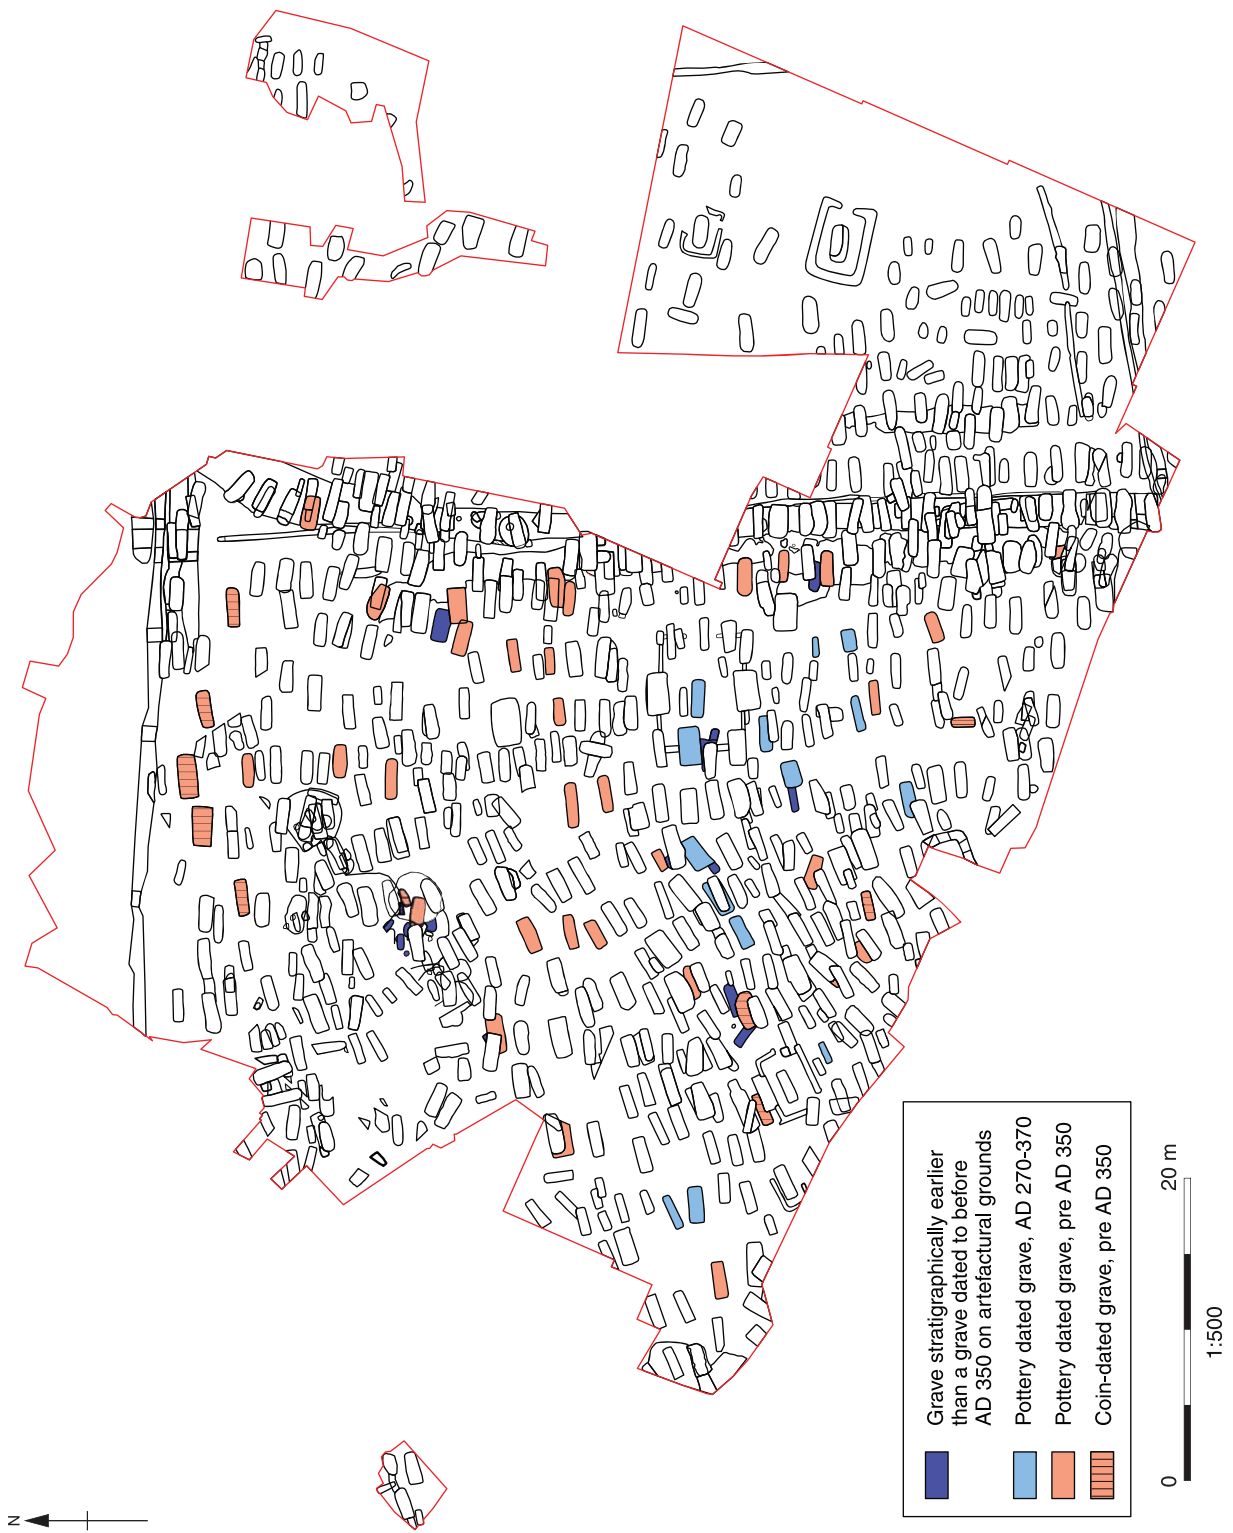 N
Grave stratigraphically earlier
than a grave dated to before
AD 350 on artefactural grounds
Pottery dated grave, AD 270-370
Pottery dated grave, pre AD 350
Coin-dated grave, pre AD 350
0
20 m
1:500